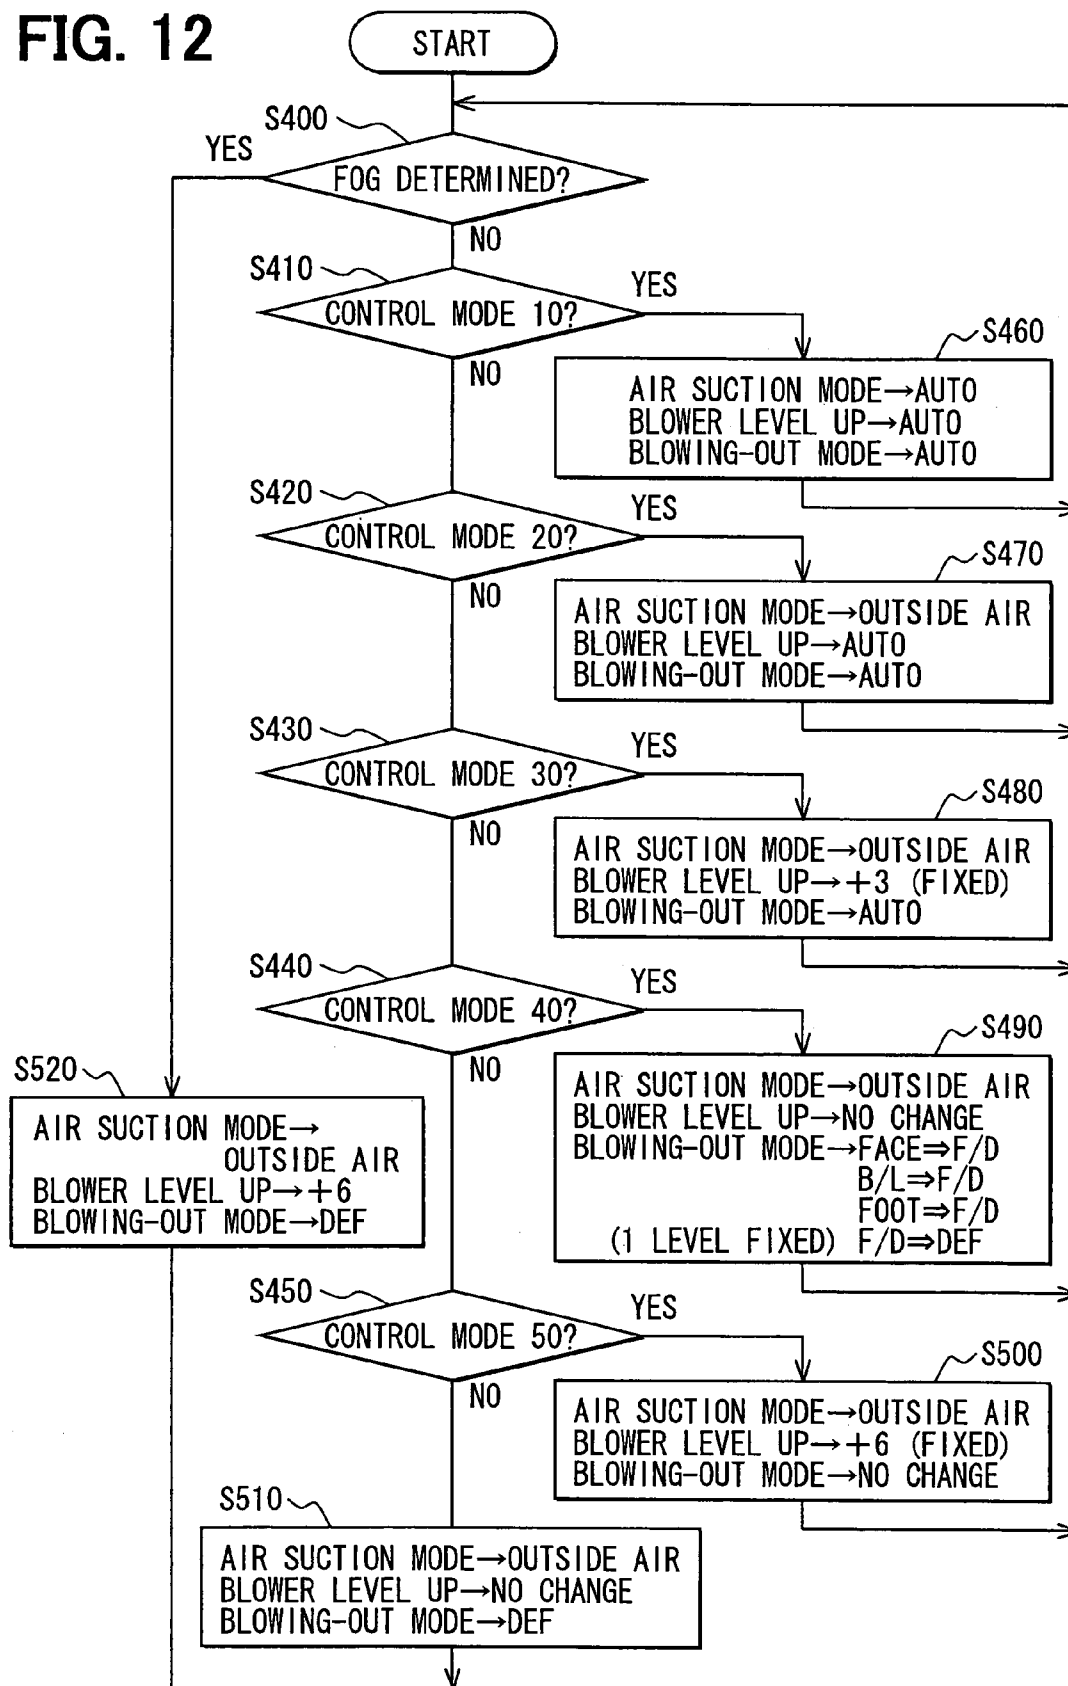 FIG. 12
START
S400
YES
FOG DETERMINED?
NO
S410
YES
CONTROL MODE 10?
NO
S460
AIR SUCTION MODE→AUTO
BLOWER LEVEL UP→AUTO
BLOWING-OUT MODE→AUTO
S420
YES
CONTROL MODE 20?
NO
S470
AIR SUCTION MODE→OUTSIDE AIR
BLOWER LEVEL UP→AUTO
BLOWING-OUT MODE→AUTO
S430
YES
CONTROL MODE 30?
NO
S480
AIR SUCTION MODE→OUTSIDE AIR
BLOWER LEVEL UP→+3 (FIXED)
BLOWING-OUT MODE→AUTO
S440
YES
CONTROL MODE 40?
NO
S490
AIR SUCTION MODE→OUTSIDE AIR
BLOWER LEVEL UP→NO CHANGE
BLOWING-OUT MODE→FACE⇒F/D
B/L⇒F/D
FOOT⇒F/D
(1 LEVEL FIXED) F/D⇒DEF
S520
AIR SUCTION MODE→
OUTSIDE AIR
BLOWER LEVEL UP→+6
BLOWING-OUT MODE→DEF
S450
YES
CONTROL MODE 50?
NO
S500
AIR SUCTION MODE→OUTSIDE AIR
BLOWER LEVEL UP→+6 (FIXED)
BLOWING-OUT MODE→NO CHANGE
S510
AIR SUCTION MODE→OUTSIDE AIR
BLOWER LEVEL UP→NO CHANGE
BLOWING-OUT MODE→DEF